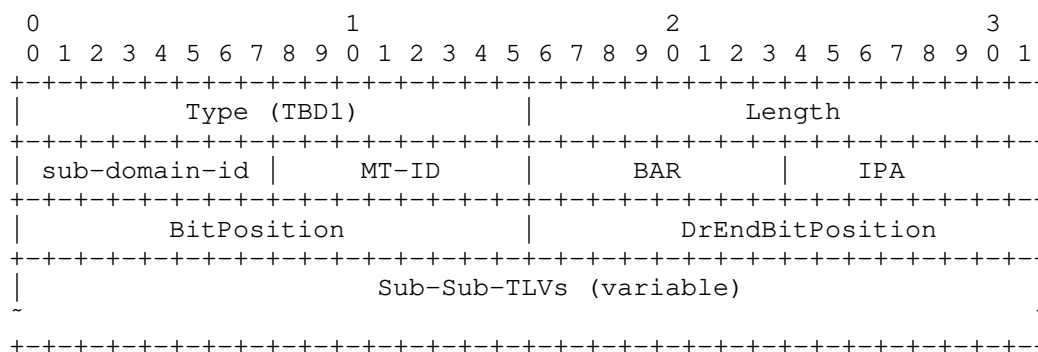 0                   1                   2                   3
 0 1 2 3 4 5 6 7 8 9 0 1 2 3 4 5 6 7 8 9 0 1 2 3 4 5 6 7 8 9 0 1
+-+-+-+-+-+-+-+-+-+-+-+-+-+-+-+-+-+-+-+-+-+-+-+-+-+-+-+-+-+-+-+-
|          Type (TBD1)          |             Length
+-+-+-+-+-+-+-+-+-+-+-+-+-+-+-+-+-+-+-+-+-+-+-+-+-+-+-+-+-+-+-+-
| sub-domain-id |     MT-ID     |      BAR      |    IPA
+-+-+-+-+-+-+-+-+-+-+-+-+-+-+-+-+-+-+-+-+-+-+-+-+-+-+-+-+-+-+-+-
|         BitPosition           |         DrEndBitPosition
+-+-+-+-+-+-+-+-+-+-+-+-+-+-+-+-+-+-+-+-+-+-+-+-+-+-+-+-+-+-+-+-
|                      Sub-Sub-TLVs (variable)
~                                                               ~
+-+-+-+-+-+-+-+-+-+-+-+-+-+-+-+-+-+-+-+-+-+-+-+-+-+-+-+-+-+-+-+-